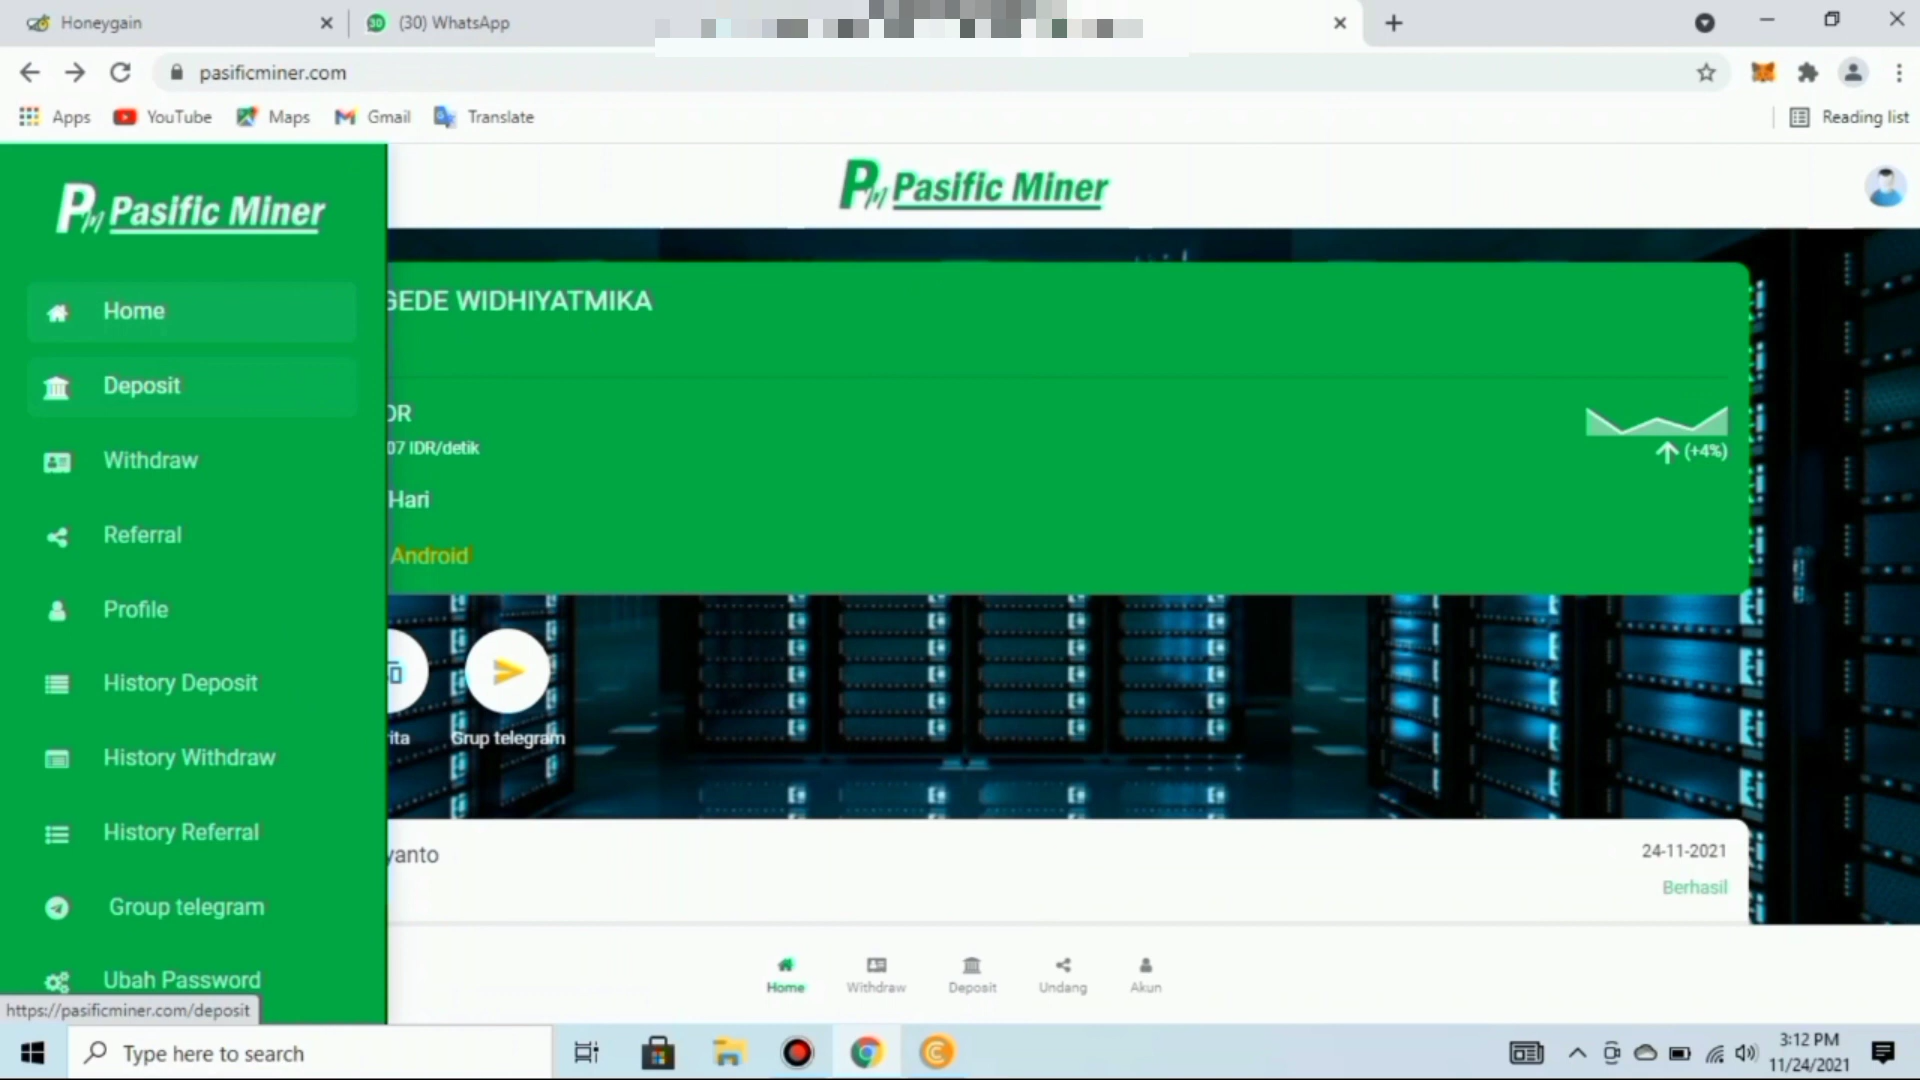 Honeygain
(30) WhatsApp
pasificminer.com
Apps
YouTube
Maps
Gmail
Translate
Reading list
Pasific Miner
Pasific Miner
Home
Deposit
Withdraw
Referral
Profile
History Deposit
History Withdraw
History Referral
Group telegram
Ubah Password
https://pasificminer.com/deposit
GEDE WIDHIYATMIKA
07 IDR/detik
(+4%)
Hari
Android
Grup telegram
yanto
24-11-2021
Berhasil
Home
Withdraw
Deposit
Undang
Akun
Type here to search
3:12 PM
11/24/2021